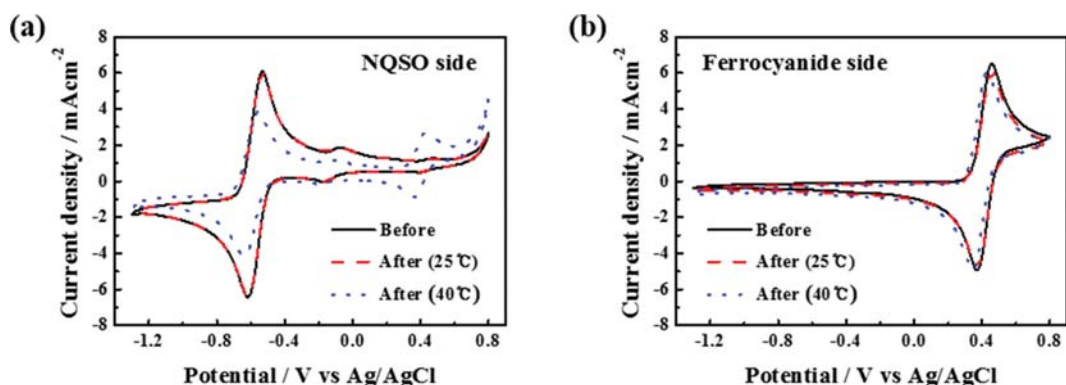 (a)
NQSO side
Current density / mAcm-2
8
6
4
2
0
-2
-4
-6
-8
Before
After (25℃)
After (40℃)
-1.2
-0.8
-0.4
0.0
0.4
0.8
Potential / V vs Ag/AgCl
(b)
Ferrocyanide side
Current density / mAcm-2
8
6
4
2
0
-2
-4
-6
-8
Before
After (25℃)
After (40℃)
-1.2
-0.8
-0.4
0.0
0.4
0.8
Potential / V vs Ag/AgCl